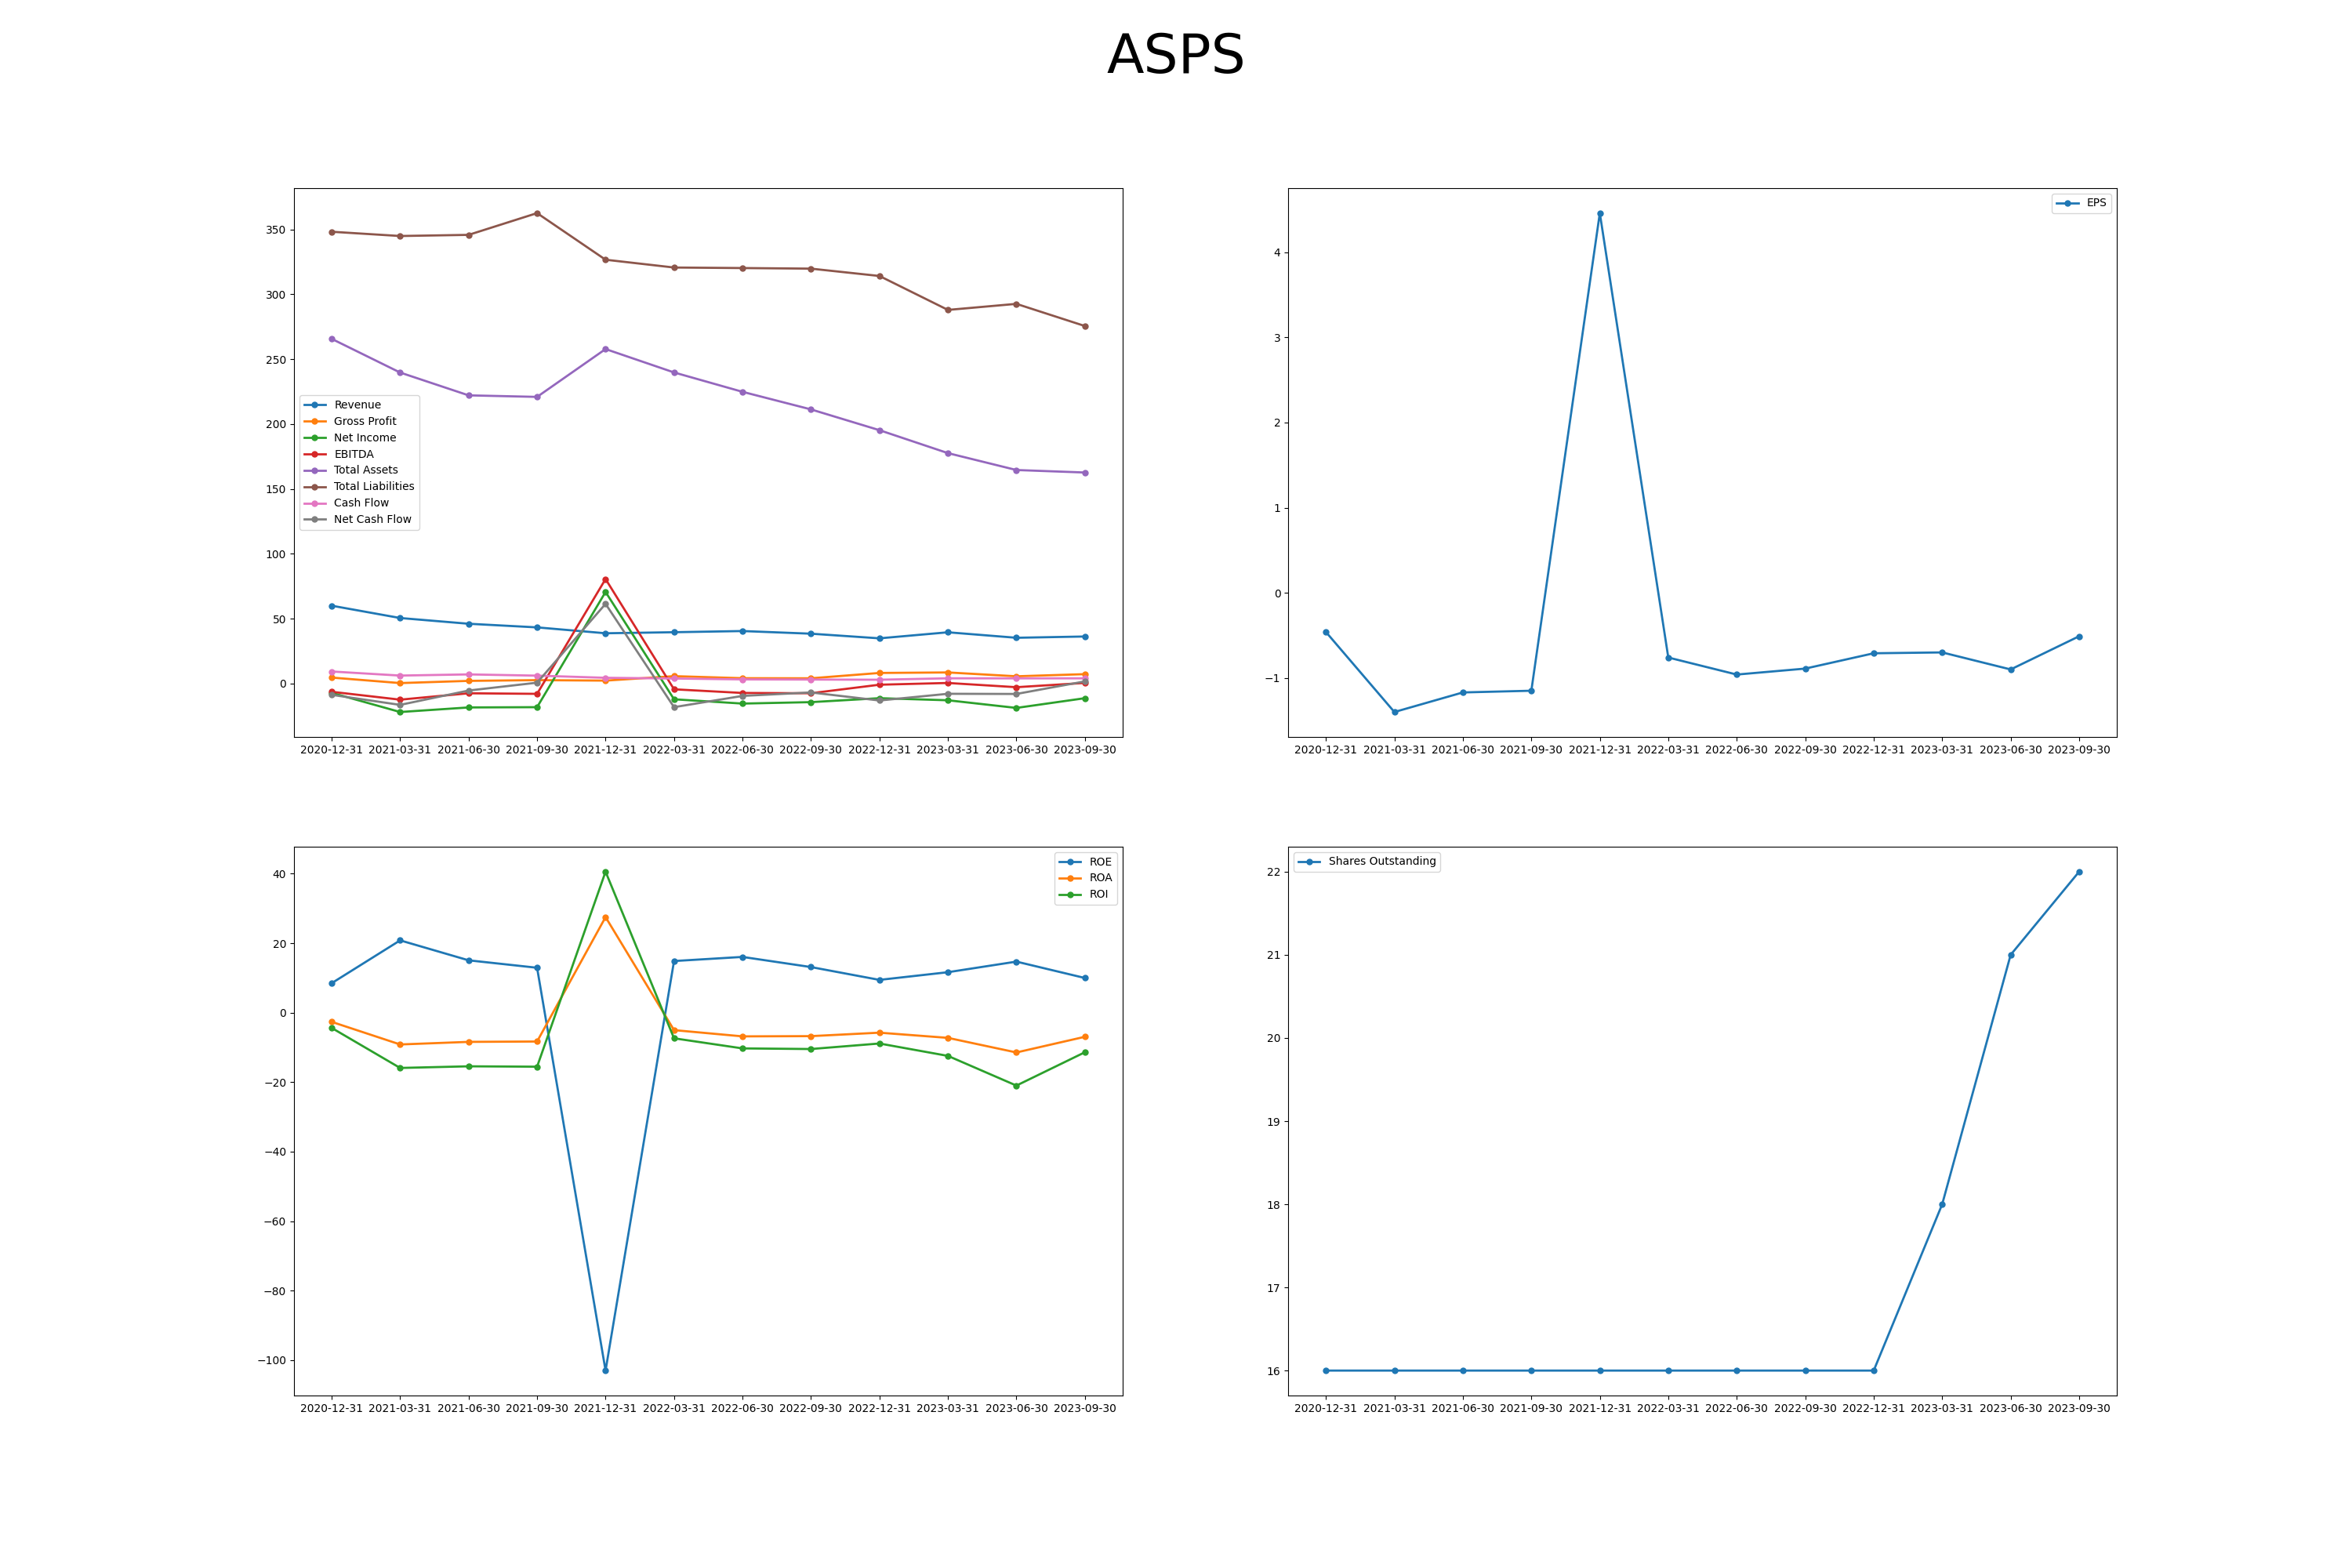 ASPS
350
300
250
200
150
100
50
0
Revenue
Gross Profit
Net Income
EBITDA
Total Assets
Total Liabilities
Cash Flow
Net Cash Flow
2020-12-31 2021-03-31 2021-06-30 2021-09-30 2021-12-31 2022-03-31 2022-06-30 2022-09-30 2022-12-31 2023-03-31 2023-06-30 2023-09-30
EPS
4
3
2
1
0
−1
2020-12-31 2021-03-31 2021-06-30 2021-09-30 2021-12-31 2022-03-31 2022-06-30 2022-09-30 2022-12-31 2023-03-31 2023-06-30 2023-09-30
ROE
ROA
ROI
40
20
0
−20
−40
−60
−80
−100
2020-12-31 2021-03-31 2021-06-30 2021-09-30 2021-12-31 2022-03-31 2022-06-30 2022-09-30 2022-12-31 2023-03-31 2023-06-30 2023-09-30
Shares Outstanding
22
21
20
19
18
17
16
2020-12-31 2021-03-31 2021-06-30 2021-09-30 2021-12-31 2022-03-31 2022-06-30 2022-09-30 2022-12-31 2023-03-31 2023-06-30 2023-09-30